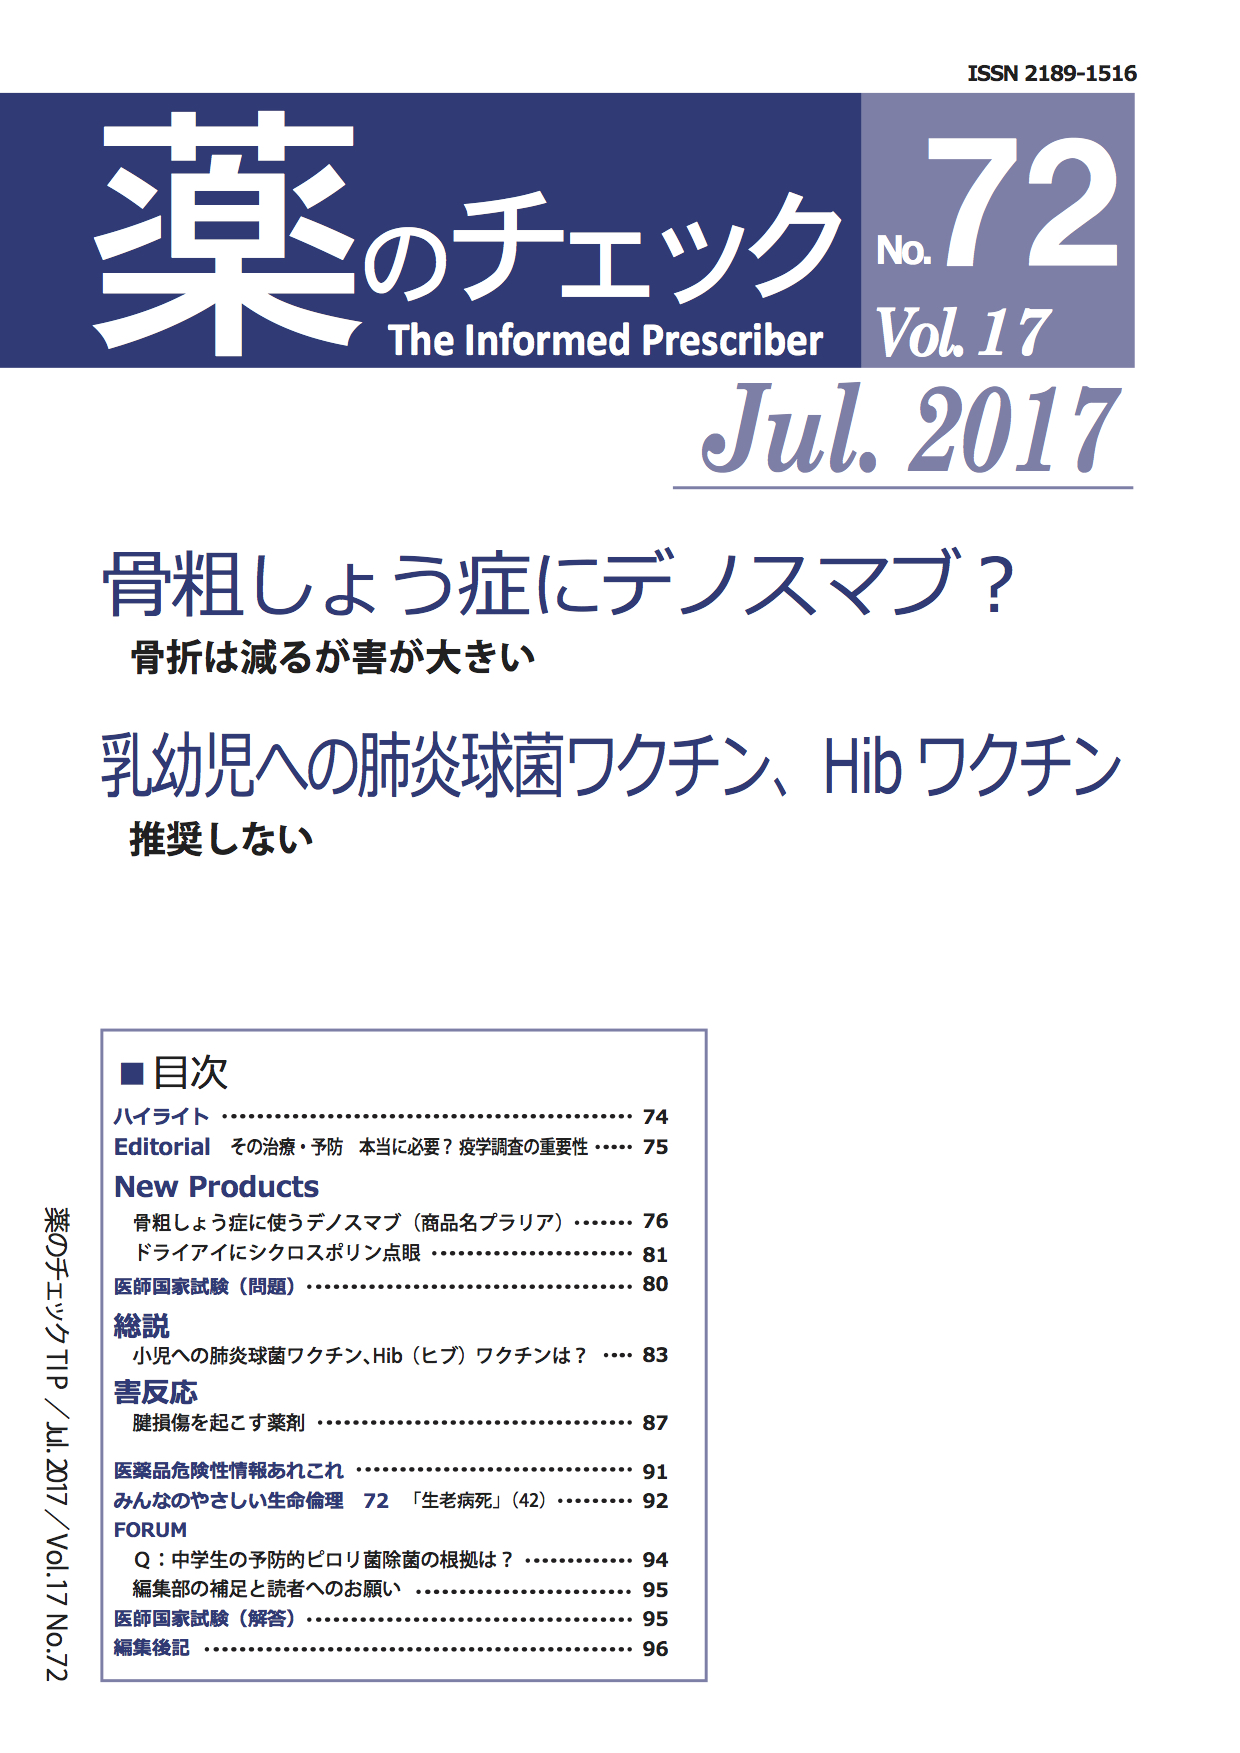 ISSN 2189-1516
薬のチェック
The Informed Prescriber
No.72
Vol.17
Jul. 2017
骨粗しょう症にデノスマブ？
骨折は減るが害が大きい
乳幼児への肺炎球菌ワクチン、Hib ワクチン
推奨しない
■目次
ハイライト ･････････････････････････････････････････････ 74
Editorial その治療・予防 本当に必要？ 疫学調査の重要性 ･････ 75
New Products
骨粗しょう症に使うデノスマブ（商品名プラリア）･･･････ 76
ドライアイにシクロスポリン点眼 ･･･････････････････････ 81
医師国家試験（問題）････････････････････････････････････ 80
総説
小児への肺炎球菌ワクチン、Hib（ヒブ）ワクチンは？ ････ 83
害反応
腱損傷を起こす薬剤 ･･･････････････････････････････････ 87
医薬品危険性情報あれこれ ･･･････････････････････････････ 91
みんなのやさしい生命倫理 72 「生老病死」（42）･････････ 92
FORUM
Q：中学生の予防的ピロリ菌除菌の根拠は？ ････････････ 94
編集部の補足と読者へのお願い ････････････････････････ 95
医師国家試験（解答）････････････････････････････････････ 95
編集後記 ･･･････････････････････････････････････････････ 96
薬のチェック TIP ／Jul. 2017／Vol.17 No.72